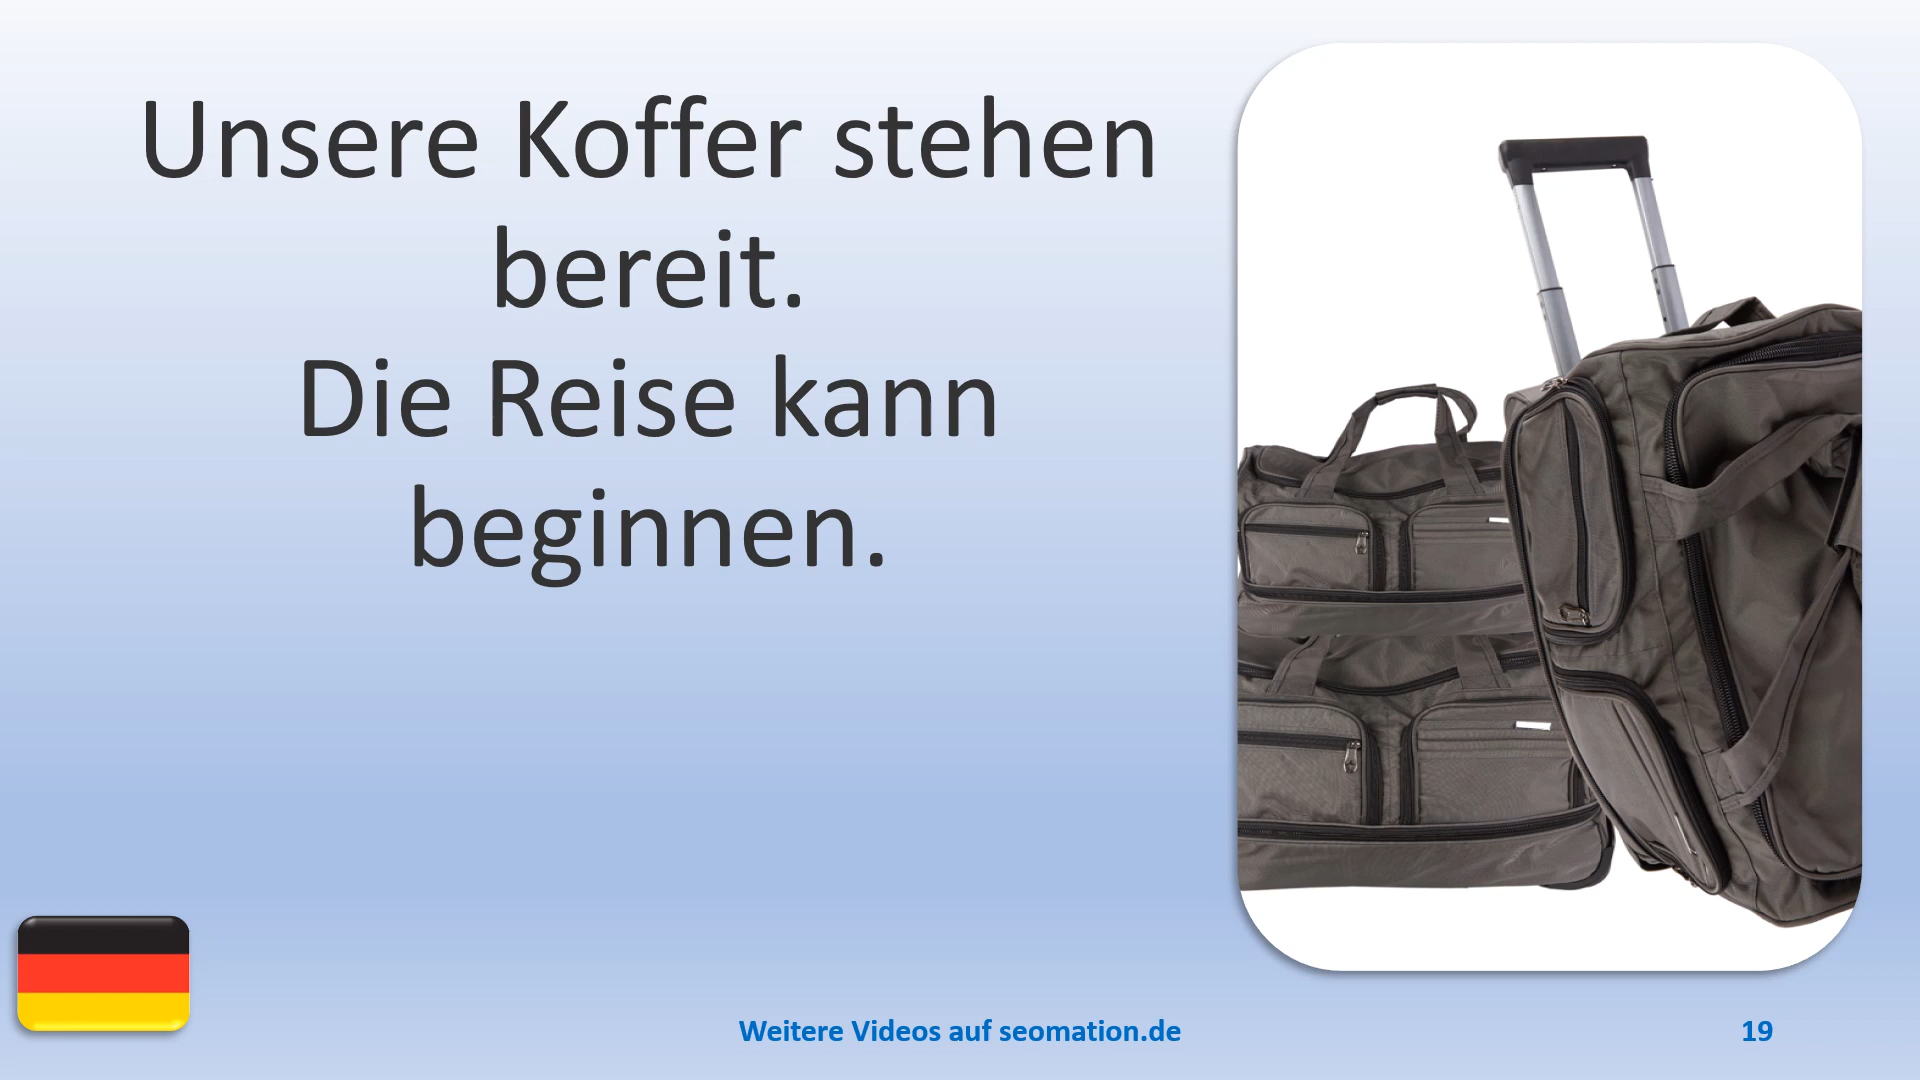 Unsere Koffer stehen
bereit.
Die Reise kann
beginnen.
Weitere Videos auf seomation.de
19